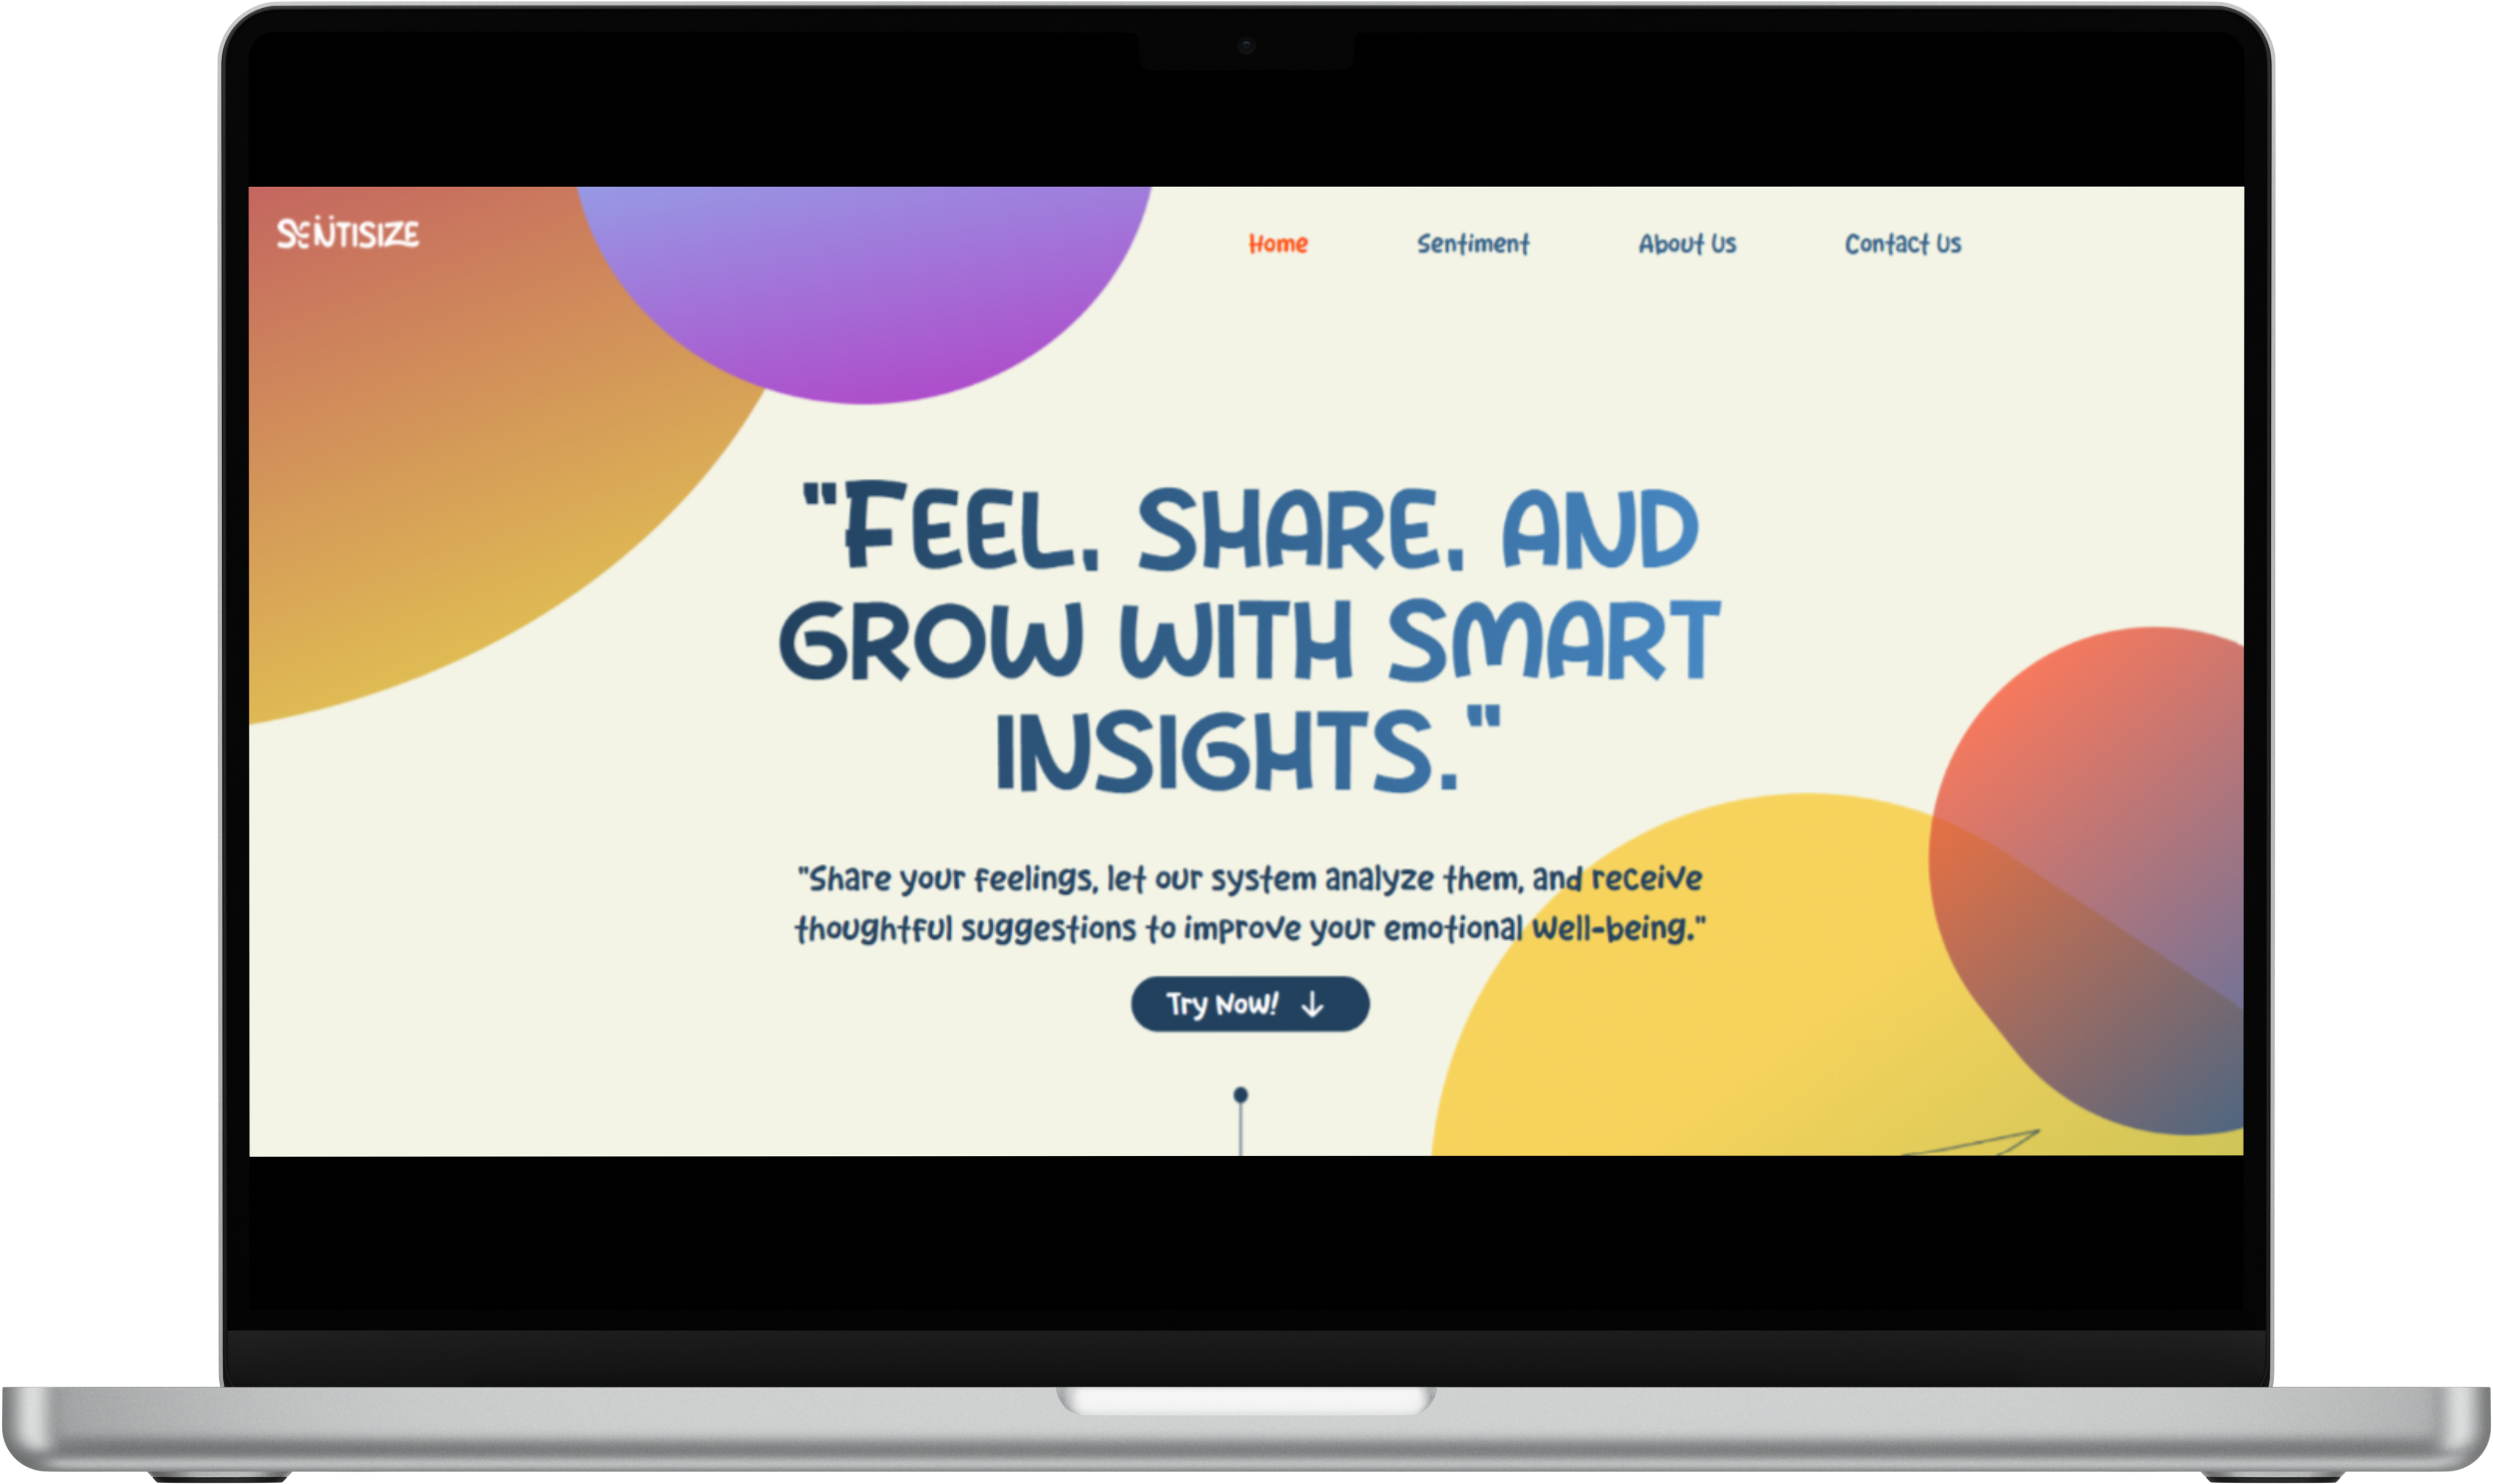 SENTISIZE
Home Sentiment About Us Contact Us
"FEEL, SHARE, AND
GROW WITH SMART
INSIGHTS."
"Share your feelings, let our system analyze them, and receive
thoughtful suggestions to improve your emotional well-being."
Try Now! ↓